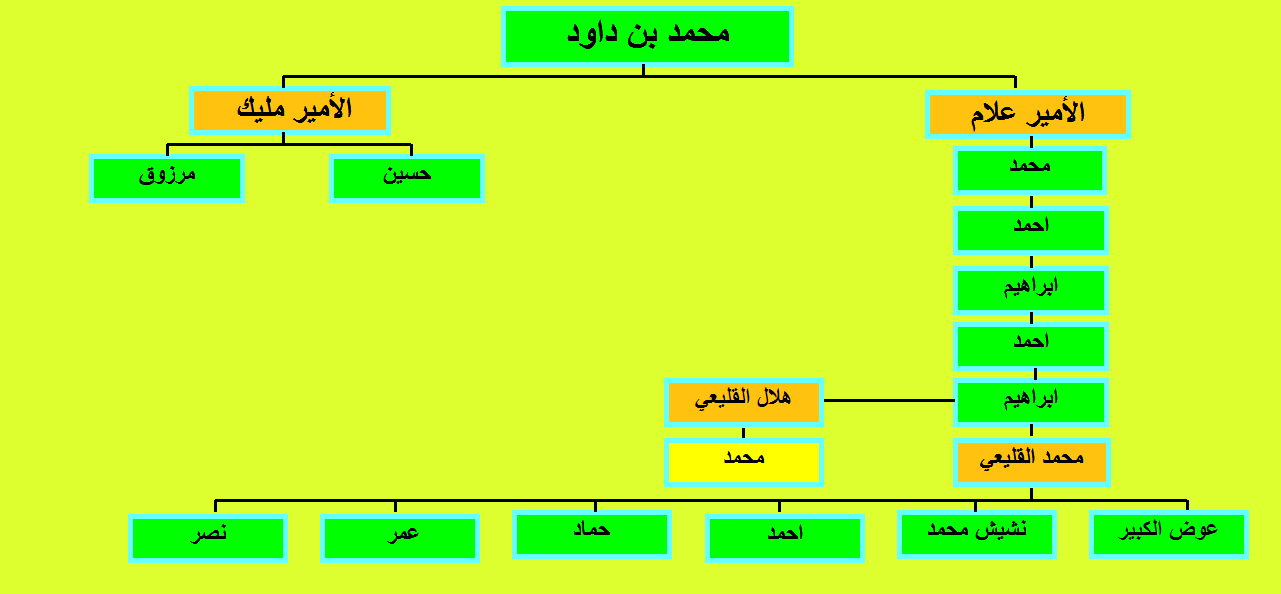 محمد بن داود
الأمير علام
الأمير مليك
محمد
حسين
مرزوق
احمد
ابراهيم
احمد
ابراهيم
هلال القليعي
محمد القليعي
محمد
عوض الكبير
نشيش محمد
احمد
حماد
عمر
نصر